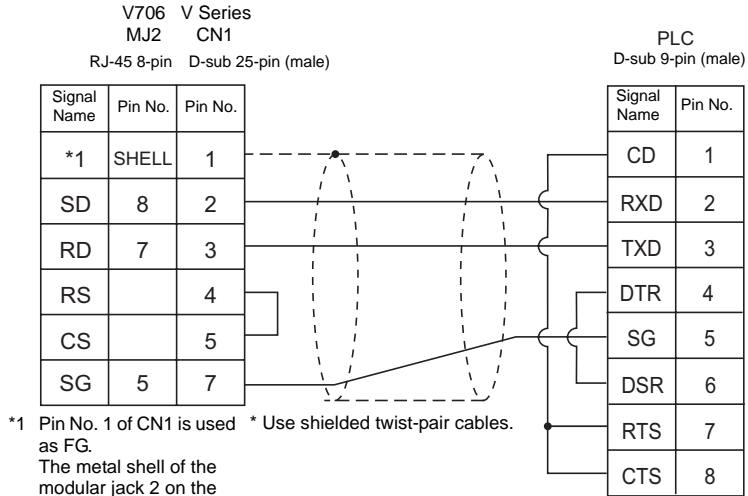 V706 V Series
MJ2 CN1
RJ-45 8-pin D-sub 25-pin (male)
PLC
D-sub 9-pin (male)
Signal Name Pin No. Pin No.
*1 SHELL 1
SD 8 2
RD 7 3
RS 4
CS 5
SG 5 7
Signal Name Pin No.
CD 1
RXD 2
TXD 3
DTR 4
SG 5
DSR 6
RTS 7
CTS 8
*1 Pin No. 1 of CN1 is used
as FG.
The metal shell of the
modular jack 2 on the
* Use shielded twist-pair cables.